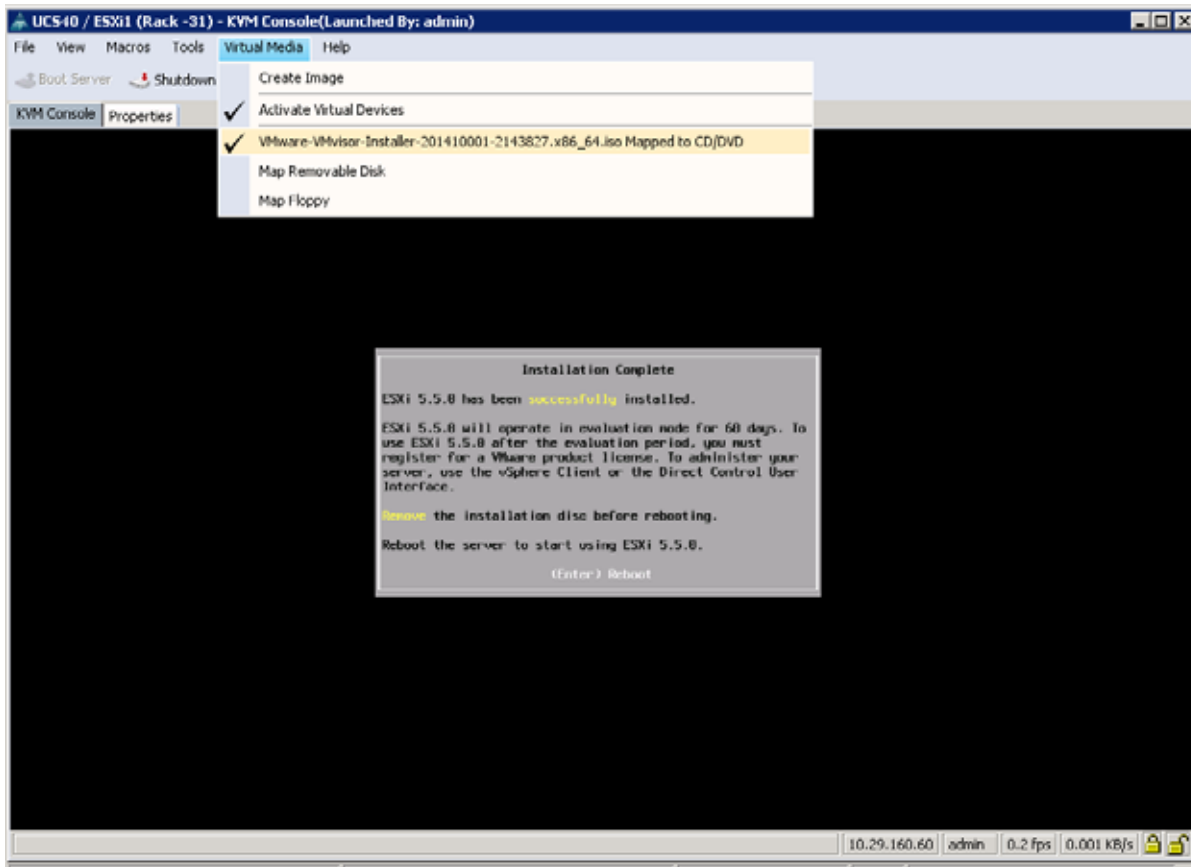 UCS40 / ESXi1 (Rack -31) - KVM Console(Launched By: admin)
File View Macros Tools Virtual Media Help
Boot Server Shutdown
Create Image
KVM Console Properties
Activate Virtual Devices
VMware-VMvisor-Installer-201410001-2143827.x86_64.iso Mapped to CD/DVD
Map Removable Disk
Map Floppy
Installation Complete
ESXi 5.5.0 has been successfully installed.
ESXi 5.5.0 will operate in evaluation mode for 60 days. To
use ESXi 5.5.0 after the evaluation period, you must
register for a VMware product license. To administer your
server, use the vSphere Client or the Direct Control User
Interface.
Remove the installation disc before rebooting.
Reboot the server to start using ESXi 5.5.0.
(Enter) Reboot
10.29.160.60 admin 0.2 fps 0.001 KB/s